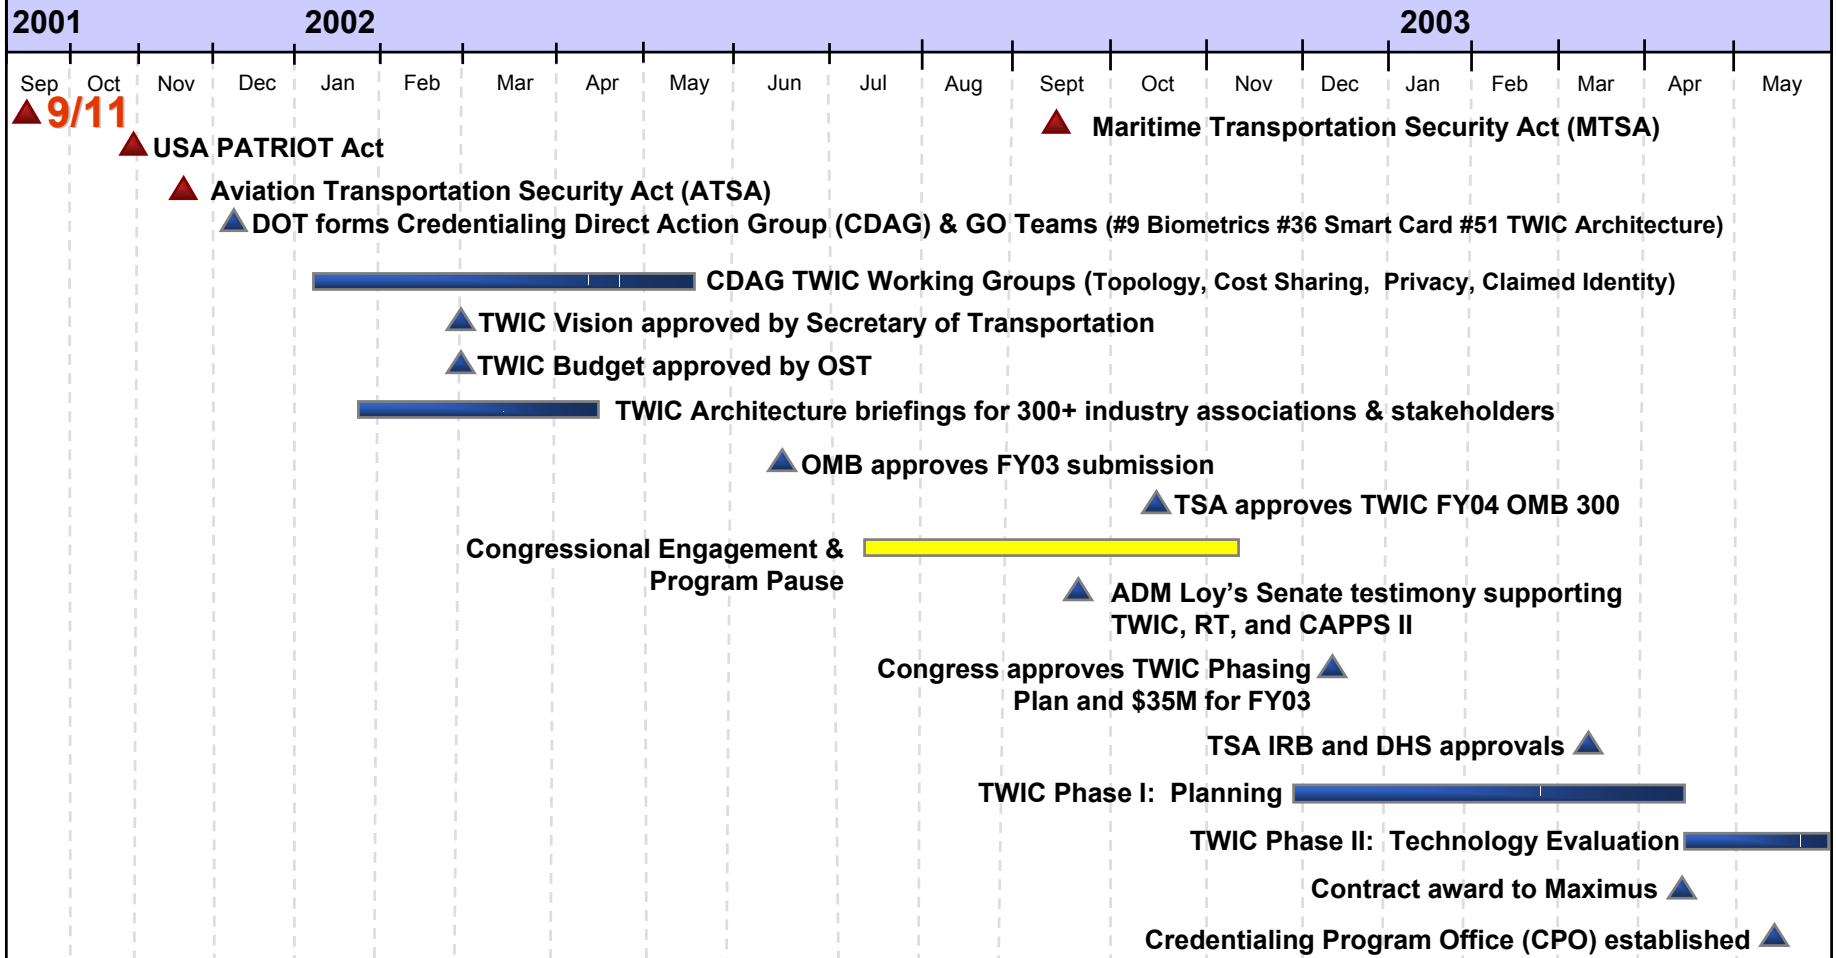 2001 2002 2003
Sep Oct Nov Dec Jan Feb Mar Apr May Jun Jul Aug Sept Oct Nov Dec Jan Feb Mar Apr May
9/11
Maritime Transportation Security Act (MTSA)
USA PATRIOT Act
Aviation Transportation Security Act (ATSA)
DOT forms Credentialing Direct Action Group (CDAG) & GO Teams (#9 Biometrics #36 Smart Card #51 TWIC Architecture)
CDAG TWIC Working Groups (Topology, Cost Sharing, Privacy, Claimed Identity)
TWIC Vision approved by Secretary of Transportation
TWIC Budget approved by OST
TWIC Architecture briefings for 300+ industry associations & stakeholders
OMB approves FY03 submission
TSA approves TWIC FY04 OMB 300
Congressional Engagement &
Program Pause
ADM Loy's Senate testimony supporting
TWIC, RT, and CAPPS II
Congress approves TWIC Phasing
Plan and $35M for FY03
TSA IRB and DHS approvals
TWIC Phase I: Planning
TWIC Phase II: Technology Evaluation
Contract award to Maximus
Credentialing Program Office (CPO) established